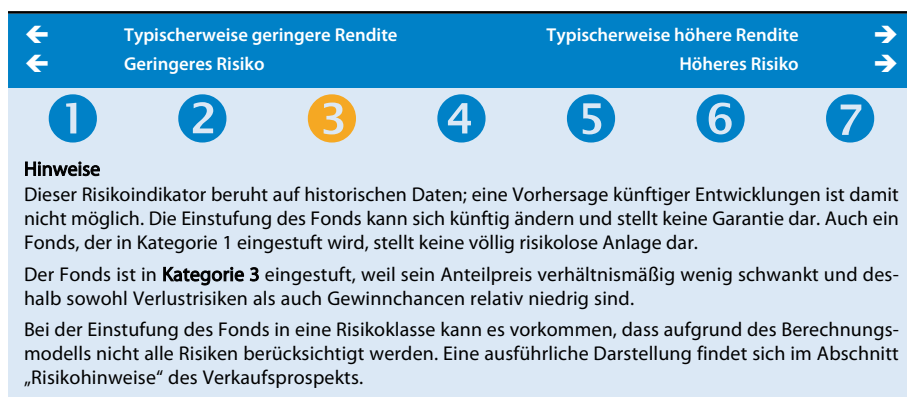 ← Typischerweise geringere Rendite Typischerweise höhere Rendite →
← Geringeres Risiko Höheres Risiko →
1 2 3 4 5 6 7
Hinweise
Dieser Risikoindikator beruht auf historischen Daten; eine Vorhersage künftiger Entwicklungen ist damit
nicht möglich. Die Einstufung des Fonds kann sich künftig ändern und stellt keine Garantie dar. Auch ein
Fonds, der in Kategorie 1 eingestuft wird, stellt keine völlig risikolose Anlage dar.
Der Fonds ist in Kategorie 3 eingestuft, weil sein Anteilpreis verhältnismäßig wenig schwankt und des-
halb sowohl Verlustrisiken als auch Gewinnchancen relativ niedrig sind.
Bei der Einstufung des Fonds in eine Risikoklasse kann es vorkommen, dass aufgrund des Berechnungs-
modells nicht alle Risiken berücksichtigt werden. Eine ausführliche Darstellung findet sich im Abschnitt
„Risikohinweise“ des Verkaufsprospekts.